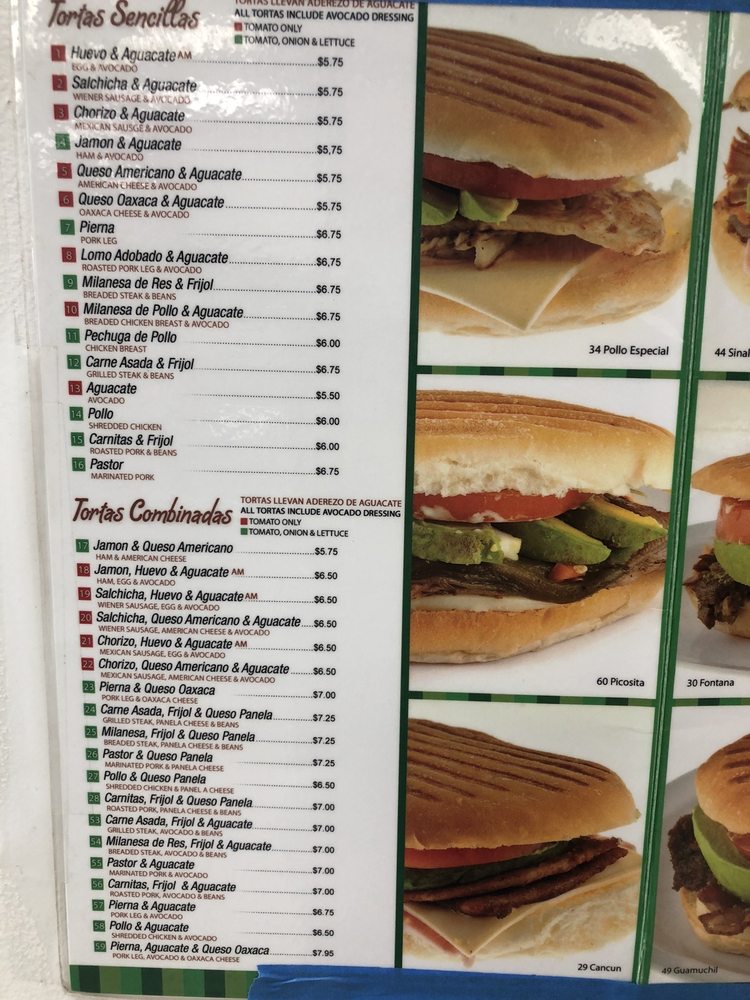 Tortas Sencillas
TORTAS LLEVAN ADEREZO DE AGUACATE
ALL TORTAS INCLUDE AVOCADO DRESSING
TOMATO ONLY
TOMATO, ONION & LETTUCE
1 Huevo & Aguacate AM $5.75
EGG & AVOCADO
2 Salchicha & Aguacate $5.75
WIENER SAUSAGE & AVOCADO
3 Chorizo & Aguacate $5.75
MEXICAN SAUSGE & AVOCADO
4 Jamon & Aguacate $5,75
HAM & AVOCADO
5 Queso Americano & Aguacate $5.75
AMERICAN CHEESE & AVOCADO
6 Queso Oaxaca & Aguacate $5.75
OAXACA CHEESE & AVOCADO
7 Pierna $6.75
PORK LEG
8 Lomo Adobado & Aguacate $6,75
ROASTED PORK LEG & AVOCADO
9 Milanesa de Res & Frijol $6.75
BREADED STEAK & BEANS
10 Milanesa de Pollo & Aguacate $6.75
BREADED CHICKEN BREAST & AVOCADO
11 Pechuga de Pollo $6.00
CHICKEN BREAST
12 Carne Asada & Frijol $6.75
GRILLED STEAK & BEANS
13 Aguacate $5.50
AVOCADO
14 Pollo $6.00
SHREDDED CHICKEN
15 Carnitas & Frijol $6.00
ROASTED PORK & BEANS
16 Pastor $6.75
MARINATED PORK
Tortas Combinadas
TORTAS LLEVAN ADEREZO DE AGUACATE
ALL TORTAS INCLUDE AVOCADO DRESSING
TOMATO ONLY
TOMATO, ONION & LETTUCE
17 Jamon & Queso Americano $5.75
HAM & AMERICAN CHEESE
18 Jamon, Huevo & Aguacate AM $6.50
HAM, EGG & AVOCADO
19 Salchicha, Huevo & Aguacate AM $6.50
WIENER SAUSAGE, EGG & AVOCADO
20 Salchicha, Queso Americano & Aguacate $6.50
WIENER SAUSAGE, AMERICAN CHEESE & AVOCADO
21 Chorizo, Huevo & Aguacate AM $6.50
MEXICAN SAUSAGE, EGG & AVOCADO
22 Chorizo, Queso Americano & Aguacate $6.50
MEXICAN SAUSAGE, AMERICAN CHEESE & AVOCADO
23 Pierna & Queso Oaxaca $7.00
PORK LEG & OAXACA CHEESE
24 Carne Asada, Frijol & Queso Panela $7.25
GRILLED STEAK, PANELA CHEESE & BEANS
25 Milanesa, Frijol & Queso Panela $7.25
BREADED STEAK, PANELA CHEESE & BEANS
26 Pastor & Queso Panela $7.25
MARINATED PORK & PANELA CHEESE
27 Pollo & Queso Panela $6.50
SHREDDED CHICKEN & PANEL A CHEESE
28 Carnitas, Frijol & Queso Panela $7.00
ROASTED PORK, PANELA CHEESE & BEANS
53 Carne Asada, Frijol & Aguacate $7.00
GRILLED STEAK, AVOCADO & BEANS
54 Milanesa de Res, Frijol & Aguacate $7.00
BREADED STEAK, AVOCADO & BEANS
55 Pastor & Aguacate $7.00
MARINATED PORK & AVOCADO
56 Carnitas, Frijol & Aguacate $7.00
ROASTED PORK, AVOCADO & BEANS
57 Pierna & Aguacate $6.75
PORK LEG & AVOCADO
58 Pollo & Aguacate $6.50
SHREDDED CHICKEN & AVOCADO
59 Pierna, Aguacate & Queso Oaxaca $7.95
PORK LEG, AVOCADO & OAXACA CHEESE
34 Pollo Especial
44 Sinal
60 Picosita
30 Fontana
29 Cancun
49 Guamuchil